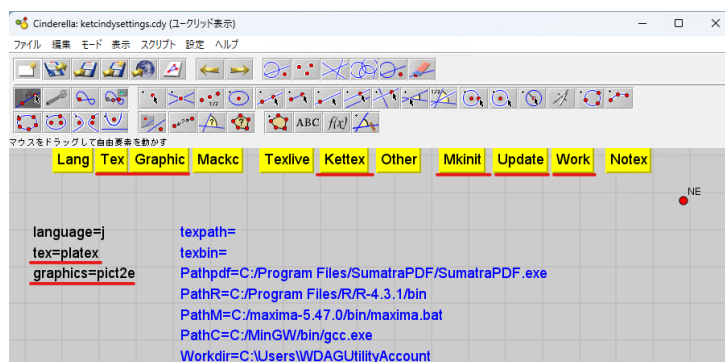 Cinderella: ketcindysettings.cdy (ユークリッド表示)
ファイル 編集 モード 表示 スクリプト 設定 ヘルプ
1/2
1/2
ABC f(x)
マウスをドラッグして自由要素を動かす
Lang Tex Graphic Mackc Texlive Kettex Other Mkinit Update Work Notex
NE
language=j texpath=
tex=platex texbin=
graphics=pict2e Pathpdf=C:/Program Files/SumatraPDF/SumatraPDF.exe
PathR=C:/Program Files/R/R-4.3.1/bin
PathM=C:/maxima-5.47.0/bin/maxima.bat
PathC=C:/MinGW/bin/gcc.exe
Workdir=C:\Users\WDAGUtilityAccount